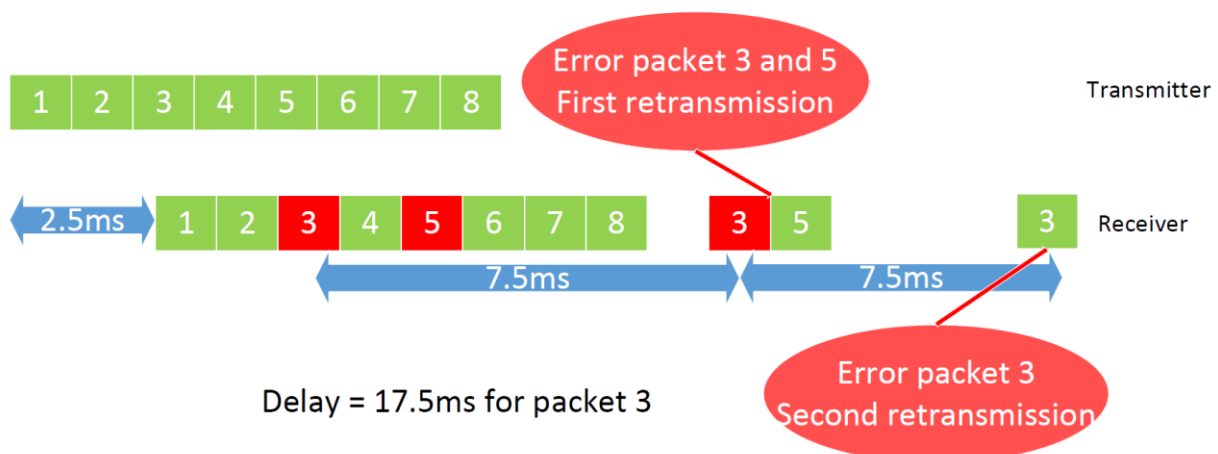 Error packet 3 and 5
First retransmission
1 2 3 4 5 6 7 8
Transmitter
2.5ms
1 2 3 4 5 6 7 8
3 5
3
Receiver
7.5ms
7.5ms
Delay = 17.5ms for packet 3
Error packet 3
Second retransmission